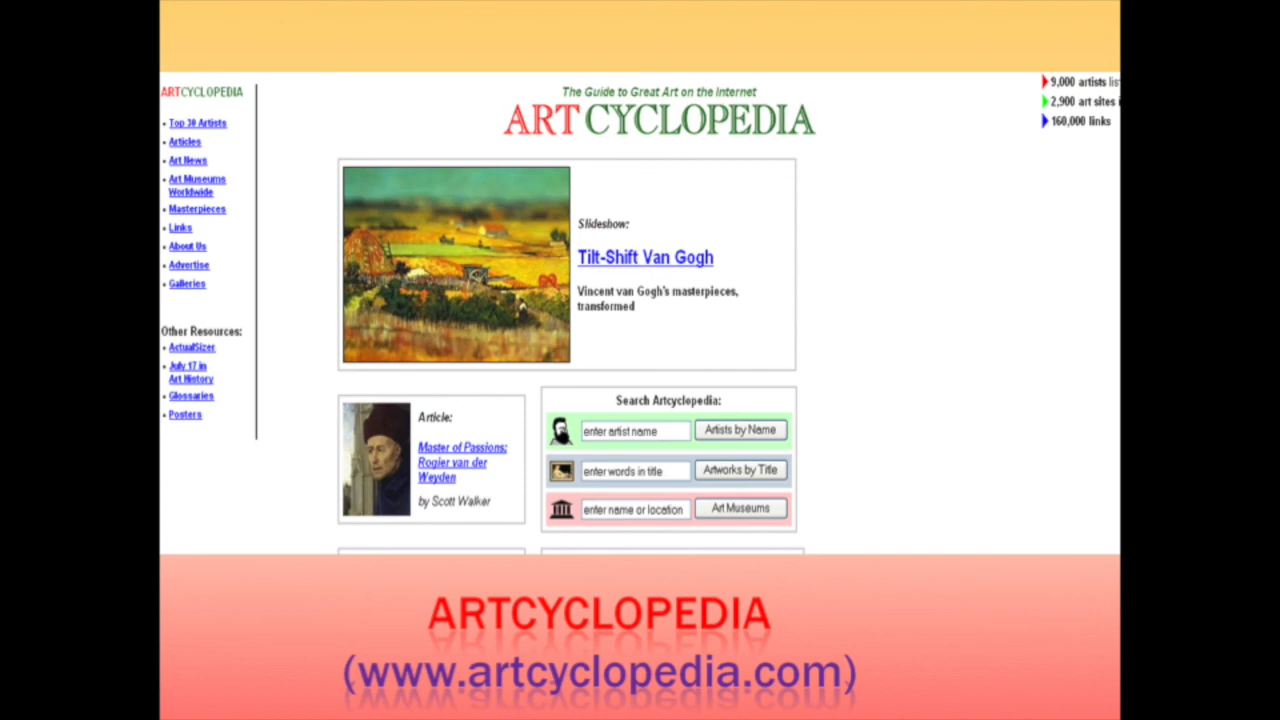 ARTCYCLOPEDIA
Top 30 Artists
Articles
Art News
Art Museums
Worldwide
Masterpieces
Links
About Us
Advertise
Galleries
Other Resources:
ActualSizer
July 17 in
Art History
Glossaries
Posters
The Guide to Great Art on the Internet
ART CYCLOPEDIA
9,000 artists
2,900 art sites
160,000 links
Slideshow:
Tilt-Shift Van Gogh
Vincent van Gogh's masterpieces,
transformed
Article:
Master of Passions:
Rogier van der
Weyden
by Scott Walker
Search Artcyclopedia:
enter artist name Artists by Name
enter words in title Artworks by Title
enter name or location Art Museums
ARTCYCLOPEDIA
(www.artcyclopedia.com)